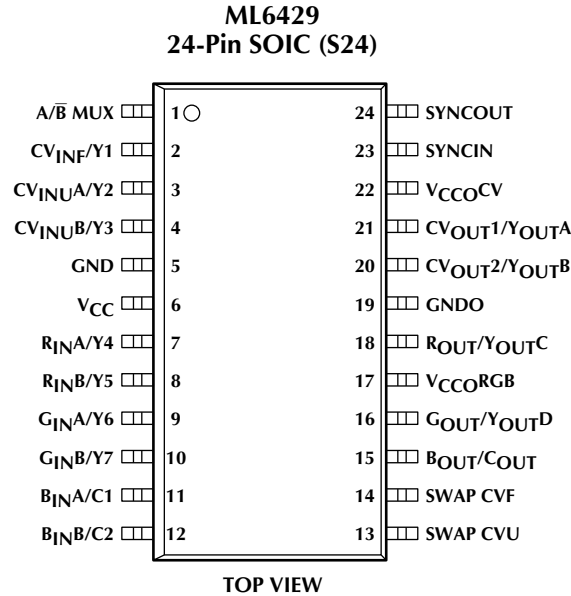 ML6429
24-Pin SOIC (S24)
A/B̅ MUX 1 24 SYNCOUT
CVINF/Y1 2 23 SYNCIN
CVINUA/Y2 3 22 VCCOCV
CVINUB/Y3 4 21 CVOUT1/YOUTA
GND 5 20 CVOUT2/YOUTB
VCC 6 19 GNDO
RINA/Y4 7 18 ROUT/YOUTC
RINB/Y5 8 17 VCCORGB
GINA/Y6 9 16 GOUT/YOUTD
GINB/Y7 10 15 BOUT/COUT
BINA/C1 11 14 SWAP CVF
BINB/C2 12 13 SWAP CVU
TOP VIEW